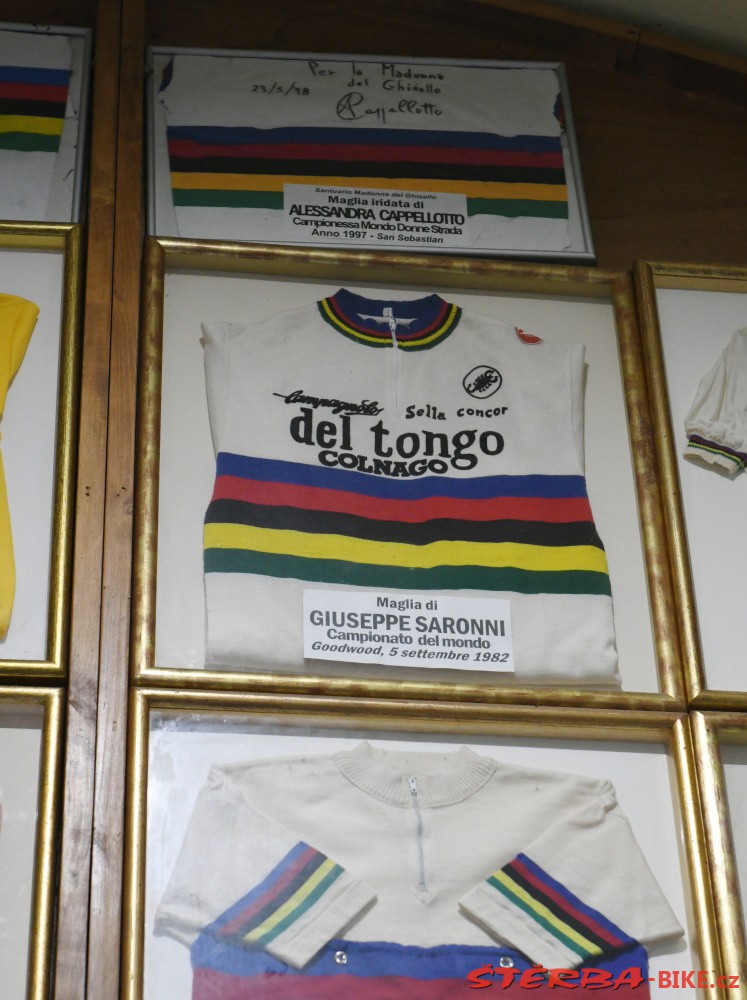 Per la Madonna
del Ghisallo
23/5/98
ACappellotto
Santuario Madonna del Ghisallo
Maglia iridata di
ALESSANDRA CAPPELLOTTO
Campionessa Mondo Donne Strada
Anno 1997 - San Sebastian
Campagnolo
Sella concor
del tongo
COLNAGO
Maglia di
GIUSEPPE SARONNI
Campionato del mondo
Goodwood, 5 settembre 1982
ŠTĚRBA-BIKE.cz